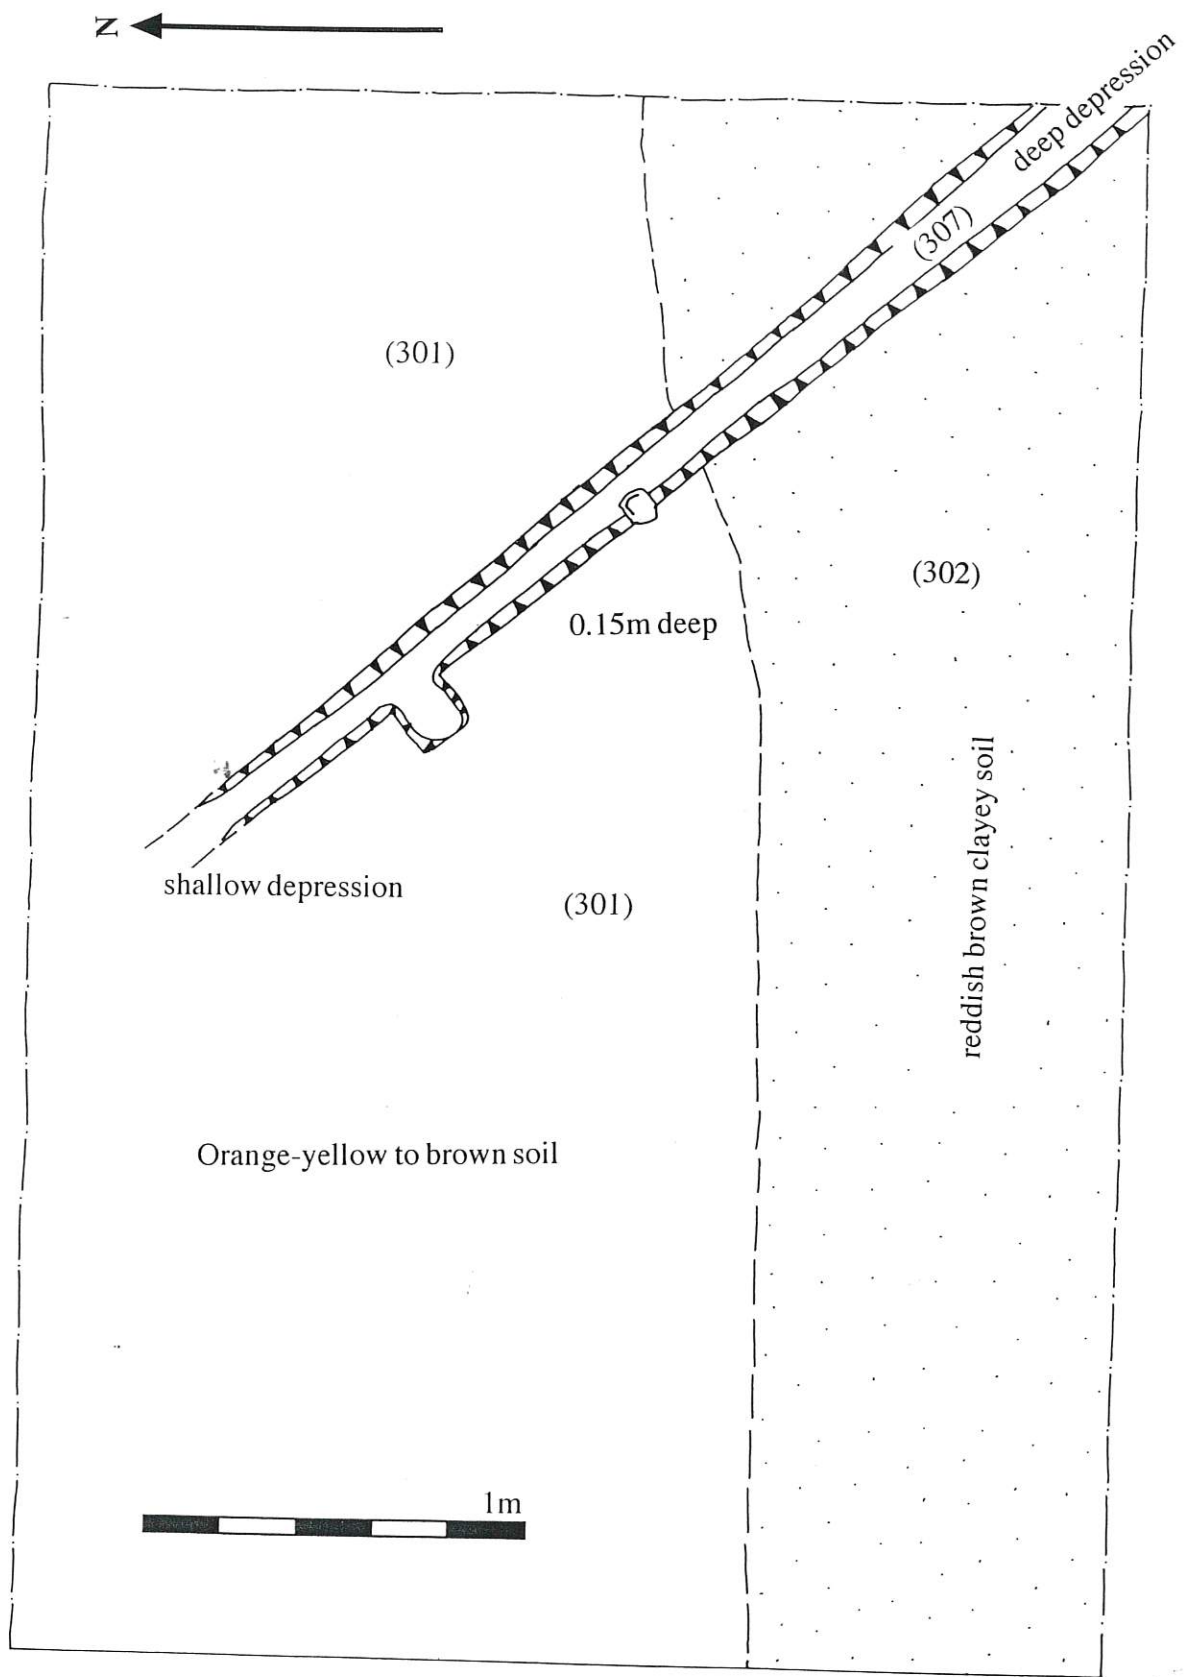 N
deep depression
(307)
(301)
(302)
0.15m deep
reddish brown clayey soil
shallow depression
(301)
Orange-yellow to brown soil
1m